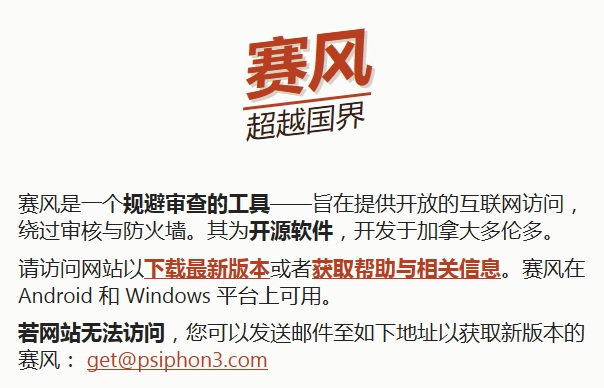 赛风
超越国界
赛风是一个规避审查的工具——旨在提供开放的互联网访问，
绕过审核与防火墙。其为开源软件，开发于加拿大多伦多。
请访问网站以下载最新版本或者获取帮助与相关信息。赛风在
Android 和 Windows 平台上可用。
若网站无法访问，您可以发送邮件至如下地址以获取新版本的
赛风： get@psiphon3.com